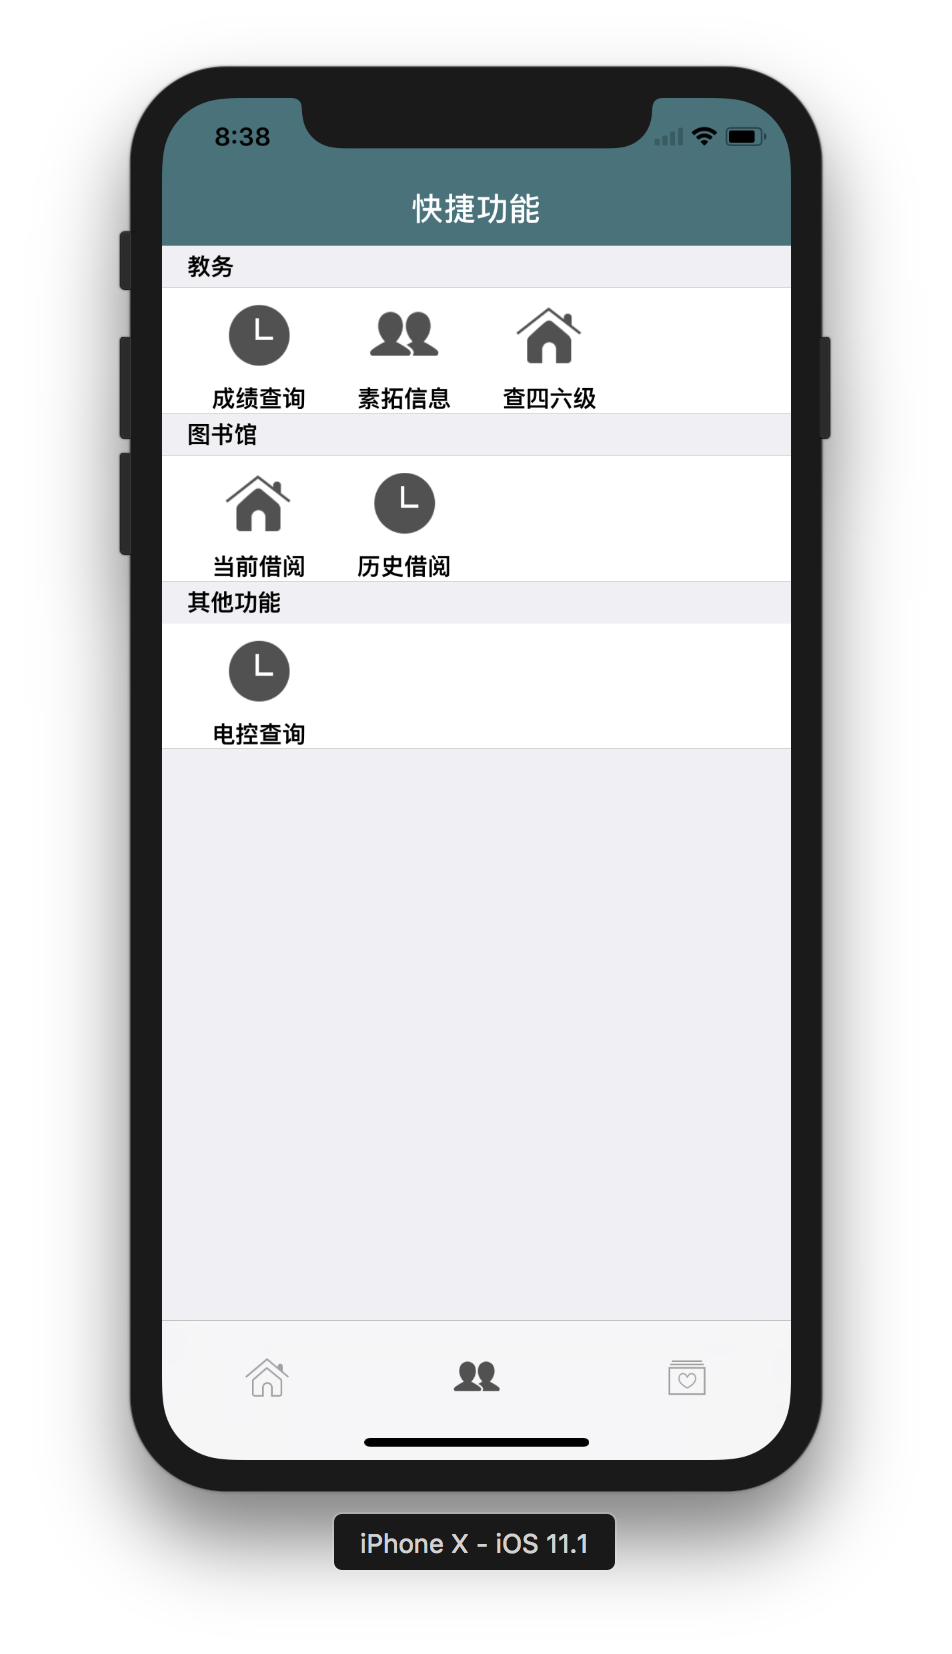 8:38
快捷功能
教务
成绩查询 素拓信息 查四六级
图书馆
当前借阅 历史借阅
其他功能
电控查询
iPhone X - iOS 11.1